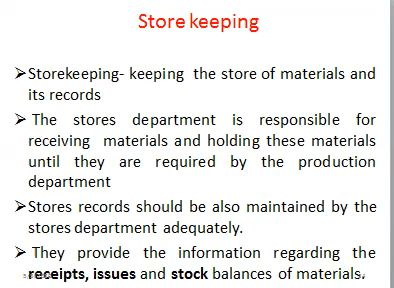 Store keeping
➢Storekeeping- keeping the store of materials and
its records
➢ The stores department is responsible for
receiving materials and holding these materials
until they are required by the production
department
➢Stores records should be also maintained by the
stores department adequately.
➢ They provide the information regarding the
receipts, issues and stock balances of materials.